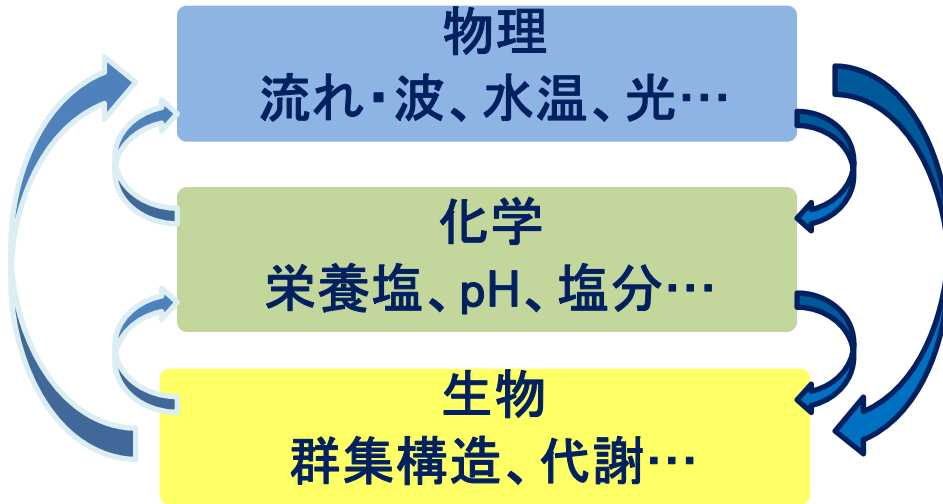 物理
流れ・波、水温、光…
化学
栄養塩、pH、塩分…
生物
群集構造、代謝…